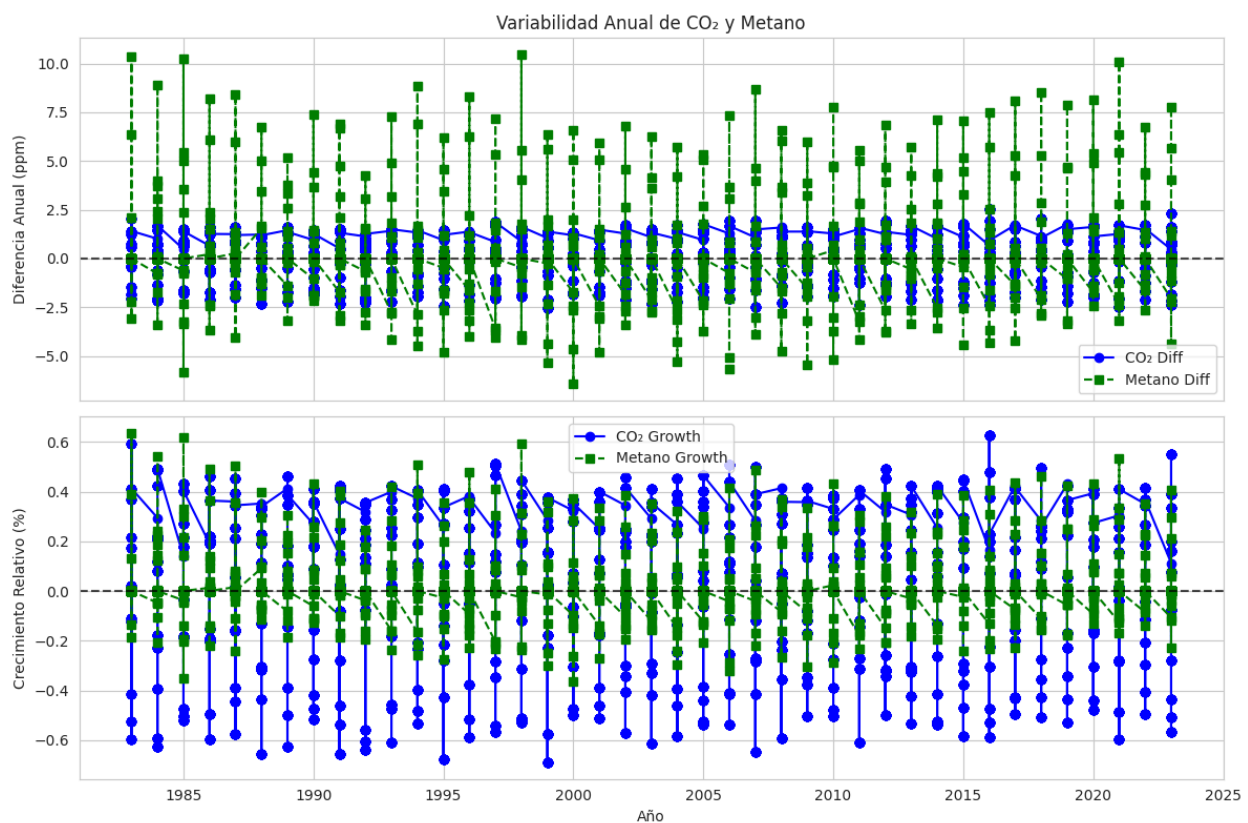 Variabilidad Anual de CO₂ y Metano
Diferencia Anual (ppm)
10.0
7.5
5.0
2.5
0.0
−2.5
−5.0
CO₂ Diff
Metano Diff
Crecimiento Relativo (%)
0.6
0.4
0.2
0.0
−0.2
−0.4
−0.6
CO₂ Growth
Metano Growth
1985 1990 1995 2000 2005 2010 2015 2020 2025
Año